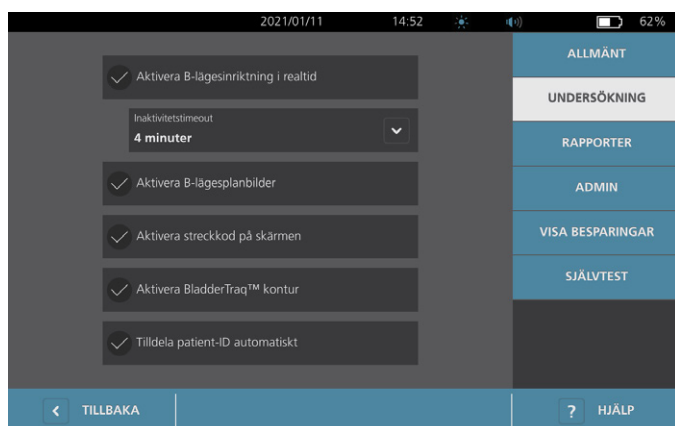 2021/01/11 14:52 62%
Aktivera B-lägesinriktning i realtid
Inaktivitetstimeout
4 minuter
Aktivera B-lägesplanbilder
Aktivera streckkod på skärmen
Aktivera BladderTraq™ kontur
Tilldela patient-ID automatiskt
ALLMÄNT
UNDERSÖKNING
RAPPORTER
ADMIN
VISA BESPARINGAR
SJÄLVTEST
TILLBAKA
? HJÄLP